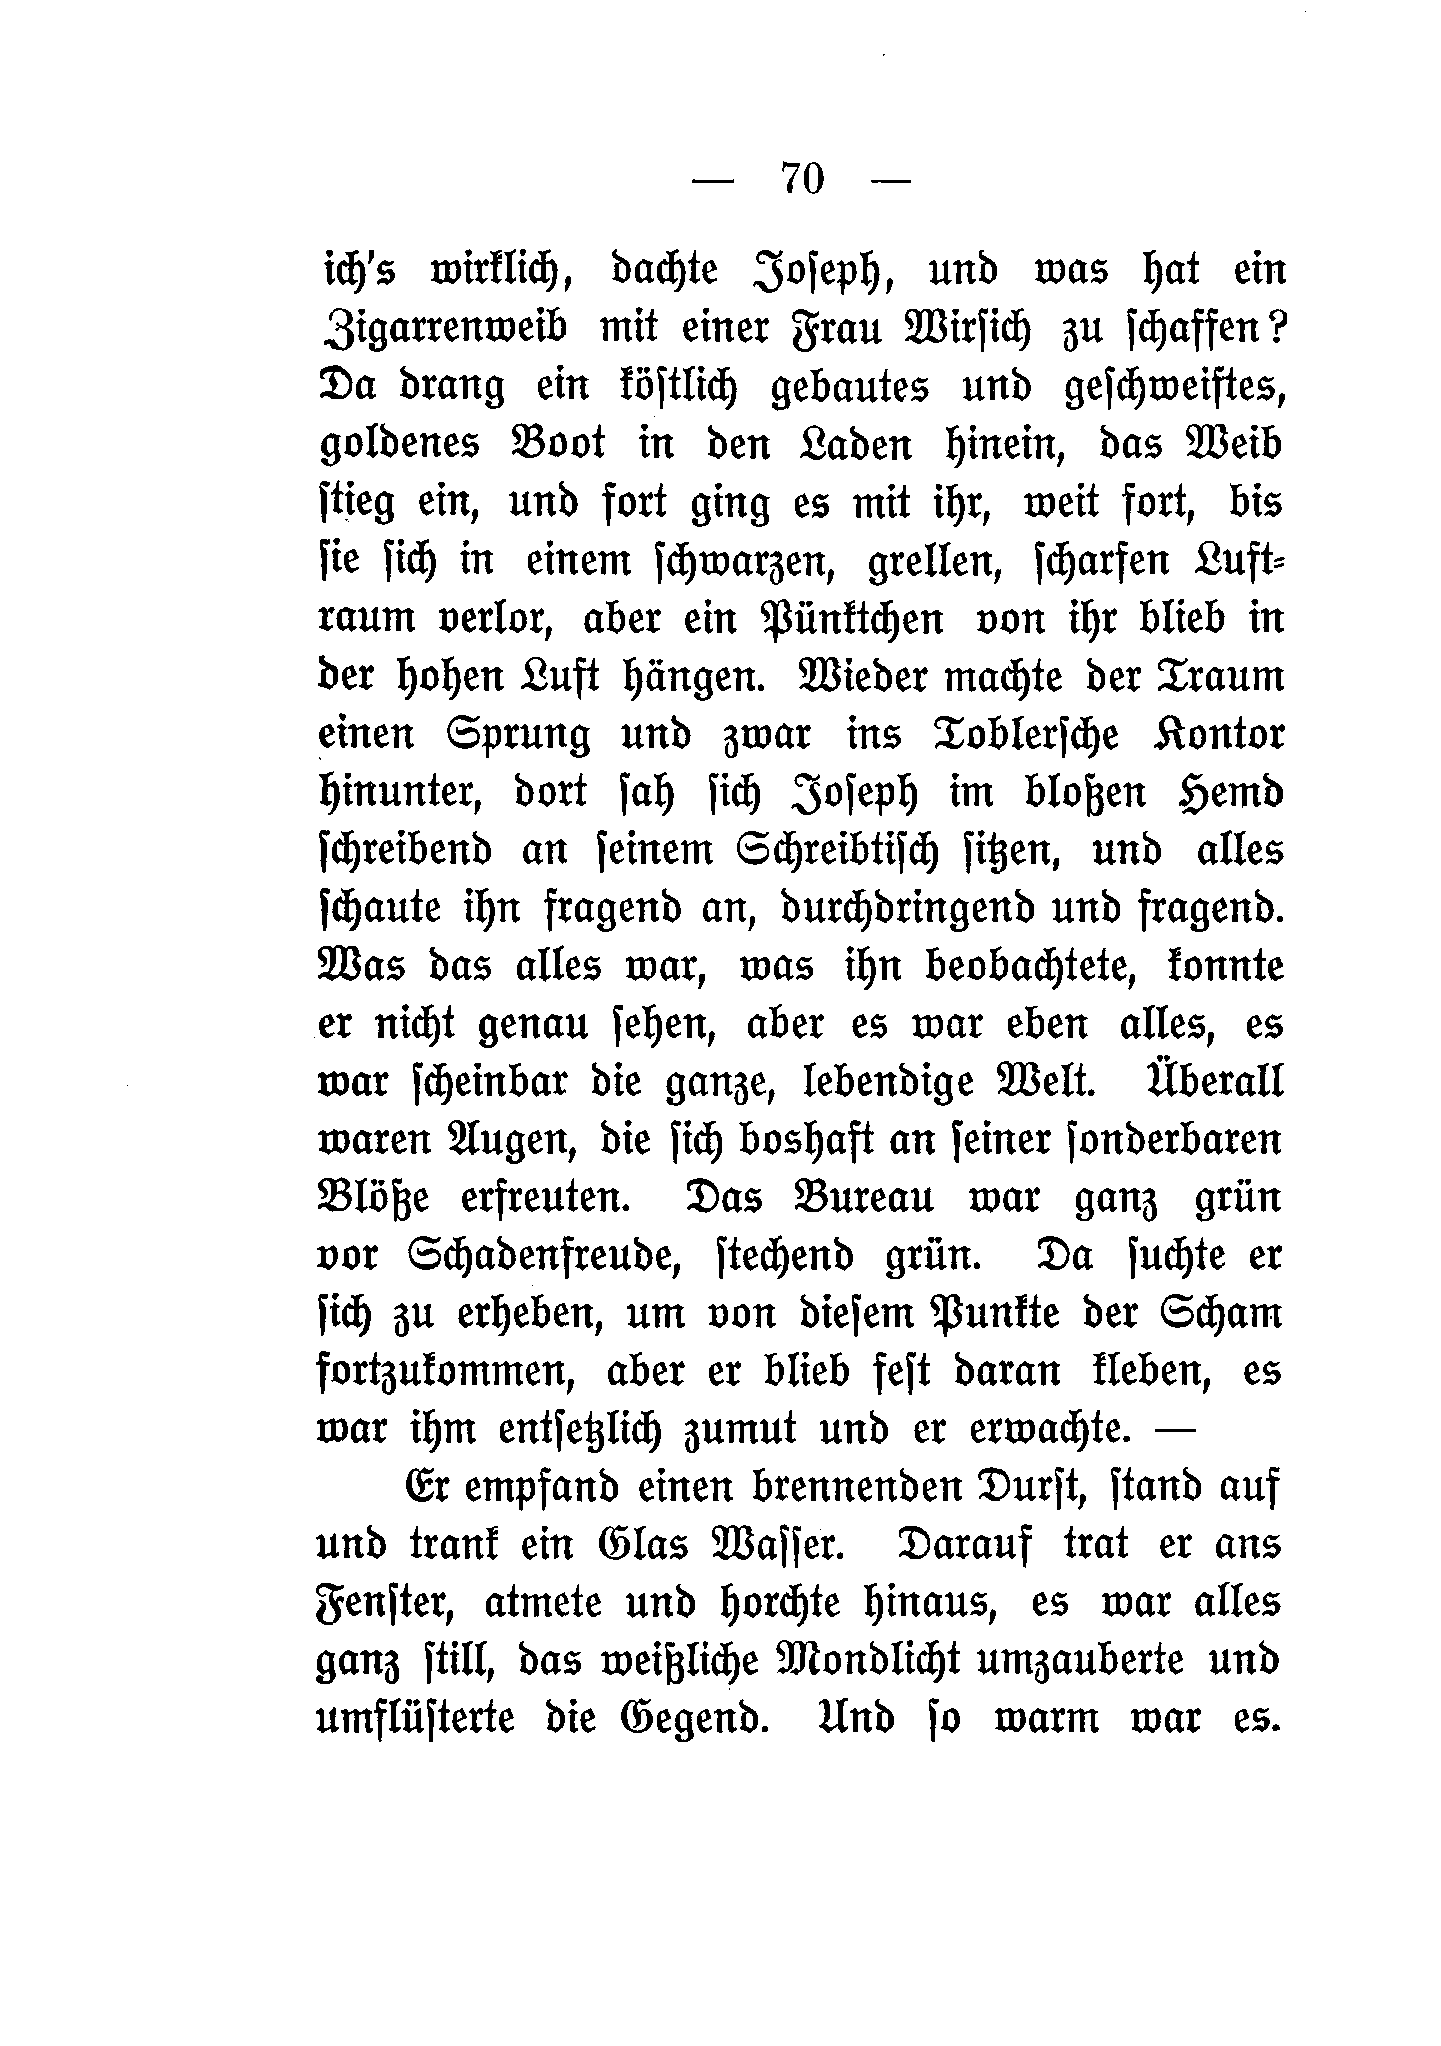 — 70 —
ich's wirklich, dachte Joſeph, und was hat ein
Zigarrenweib mit einer Frau Wirſich zu ſchaffen?
Da drang ein köſtlich gebautes und geſchweiftes,
goldenes Boot in den Laden hinein, das Weib
ſtieg ein, und fort ging es mit ihr, weit fort, bis
ſie ſich in einem ſchwarzen, grellen, ſcharfen Luft-
raum verlor, aber ein Pünktchen von ihr blieb in
der hohen Luft hängen. Wieder machte der Traum
einen Sprung und zwar ins Toblerſche Kontor
hinunter, dort ſah ſich Joſeph im bloßen Hemd
ſchreibend an ſeinem Schreibtiſch ſitzen, und alles
ſchaute ihn fragend an, durchdringend und fragend.
Was das alles war, was ihn beobachtete, konnte
er nicht genau ſehen, aber es war eben alles, es
war ſcheinbar die ganze, lebendige Welt. Überall
waren Augen, die ſich boshaft an ſeiner ſonderbaren
Blöße erfreuten. Das Bureau war ganz grün
vor Schadenfreude, ſtechend grün. Da ſuchte er
ſich zu erheben, um von dieſem Punkte der Scham
fortzukommen, aber er blieb feſt daran kleben, es
war ihm entſetzlich zumut und er erwachte. —
Er empfand einen brennenden Durſt, ſtand auf
und trank ein Glas Waſſer. Darauf trat er ans
Fenſter, atmete und horchte hinaus, es war alles
ganz ſtill, das weißliche Mondlicht umzauberte und
umflüſterte die Gegend. Und ſo warm war es.